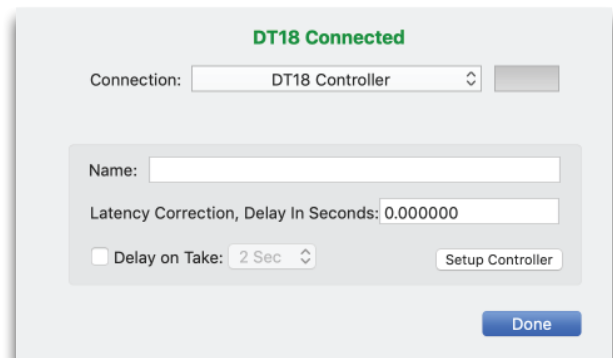 DT18 Connected
Connection: DT18 Controller
Name:
Latency Correction, Delay In Seconds: 0.000000
Delay on Take: 2 Sec Setup Controller
Done